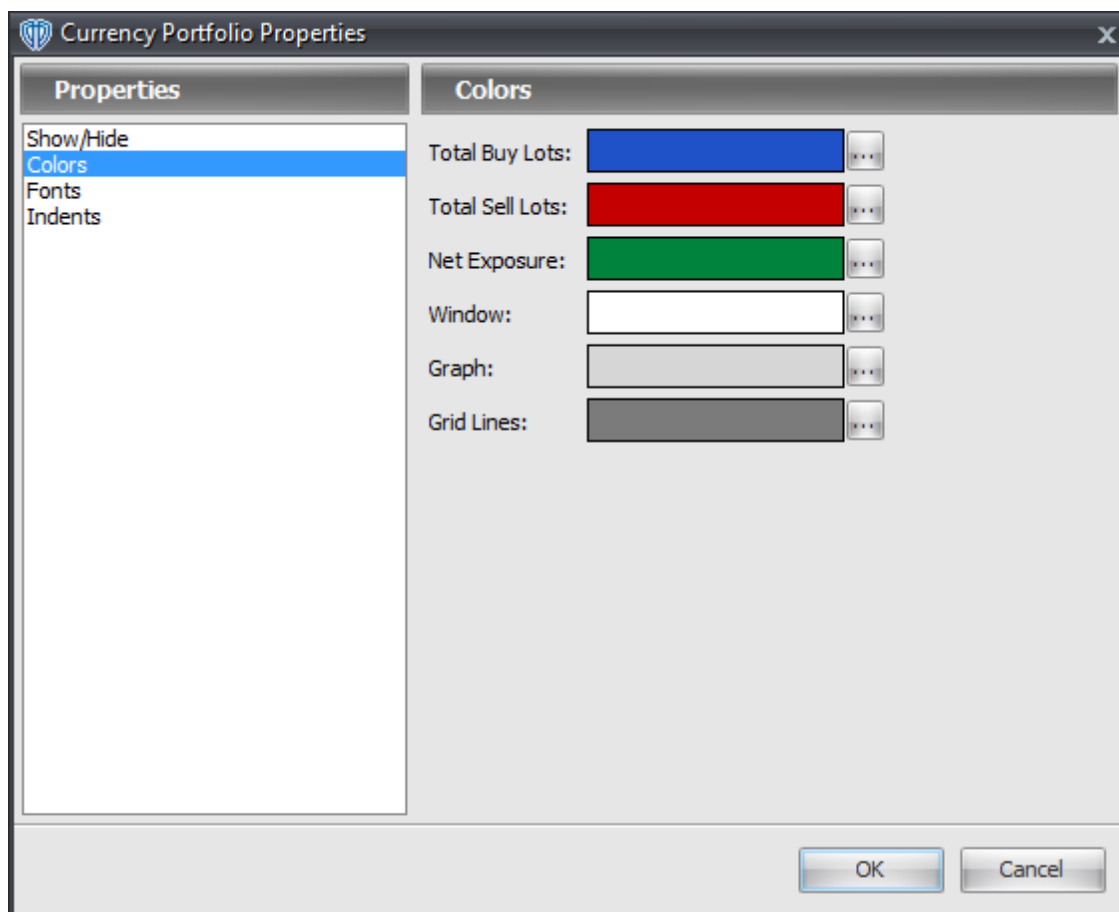 Currency Portfolio Properties
x
Properties
Colors
Show/Hide
Colors
Fonts
Indents
Total Buy Lots:
...
Total Sell Lots:
...
Net Exposure:
...
Window:
...
Graph:
...
Grid Lines:
...
OK
Cancel